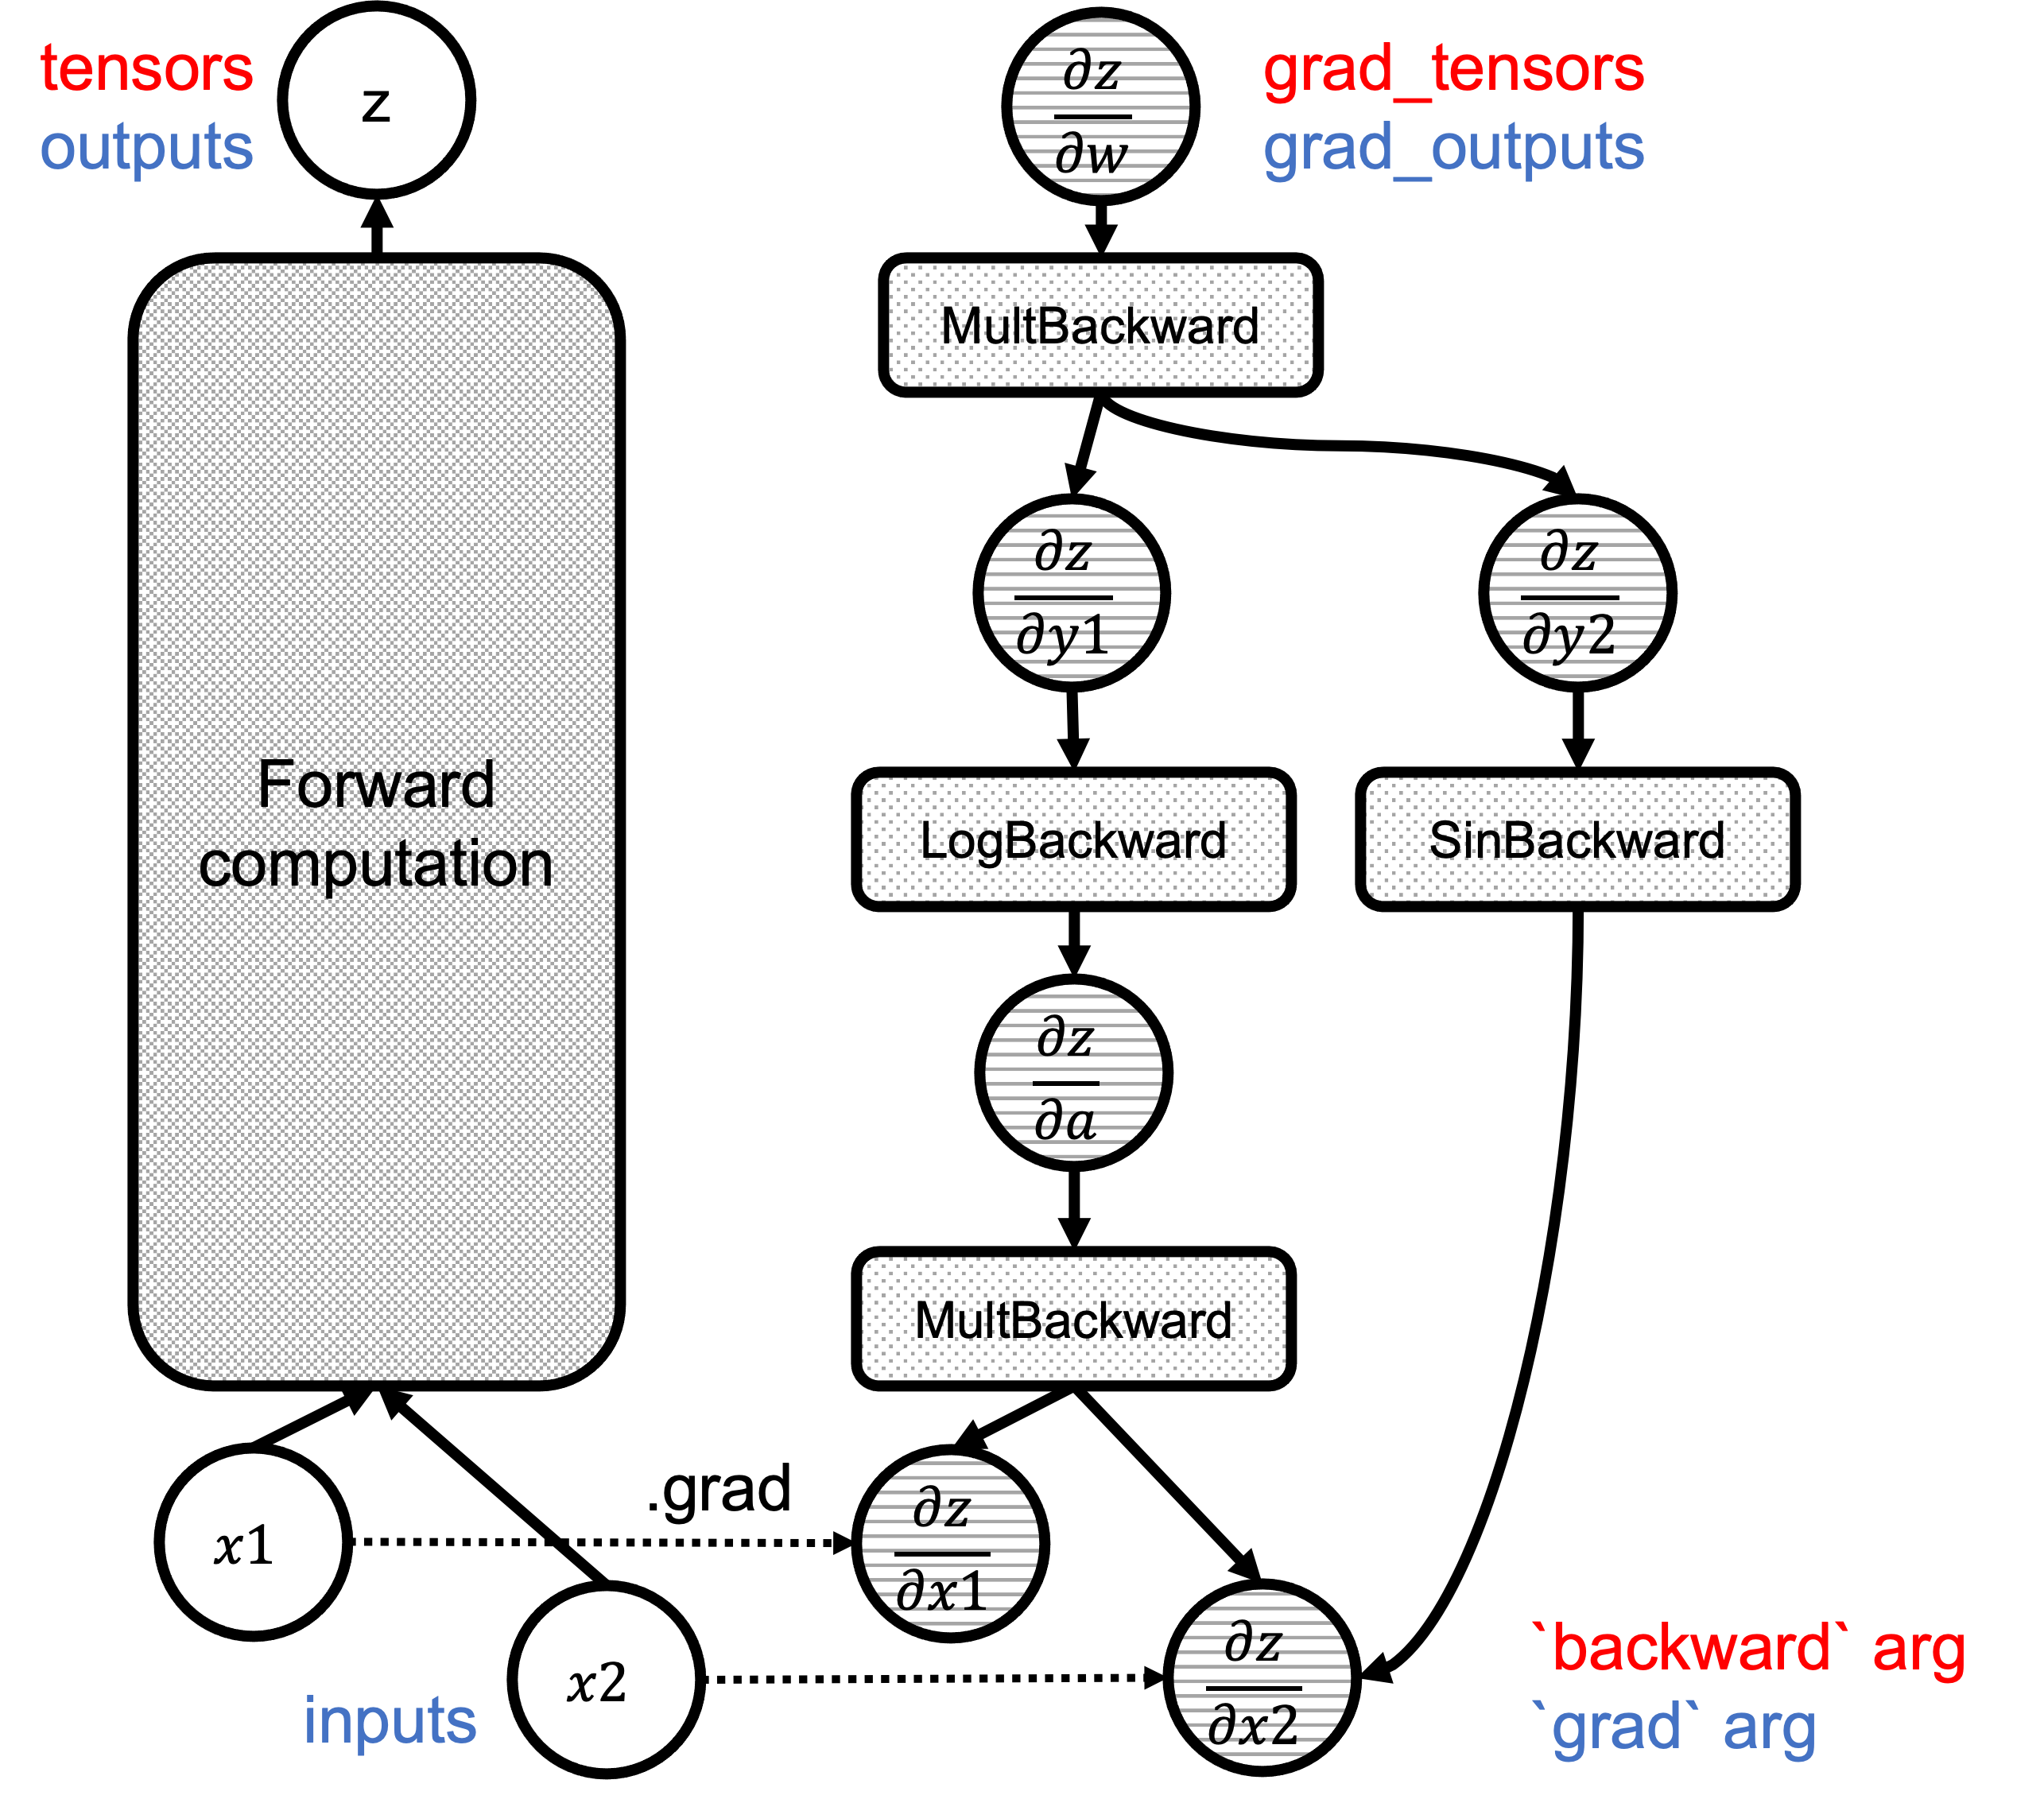 tensors
outputs
z
∂z
∂w
grad_tensors
grad_outputs
MultBackward
∂z
∂y1
∂z
∂y2
Forward
computation
LogBackward
SinBackward
∂z
∂a
MultBackward
.grad
x1
∂z
∂x1
x2
inputs
∂z
∂x2
`backward` arg
`grad` arg